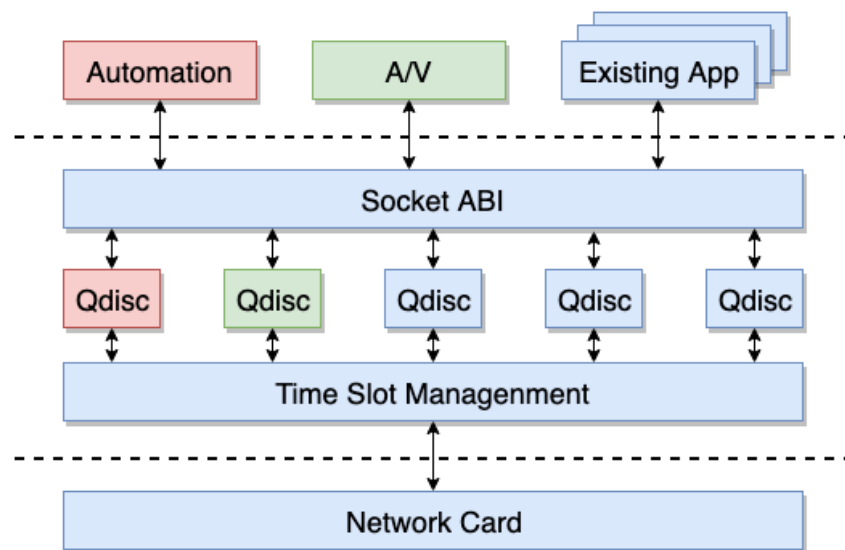 Automation
A/V
Existing App
Socket ABI
Qdisc
Qdisc
Qdisc
Qdisc
Qdisc
Time Slot Managenment
Network Card